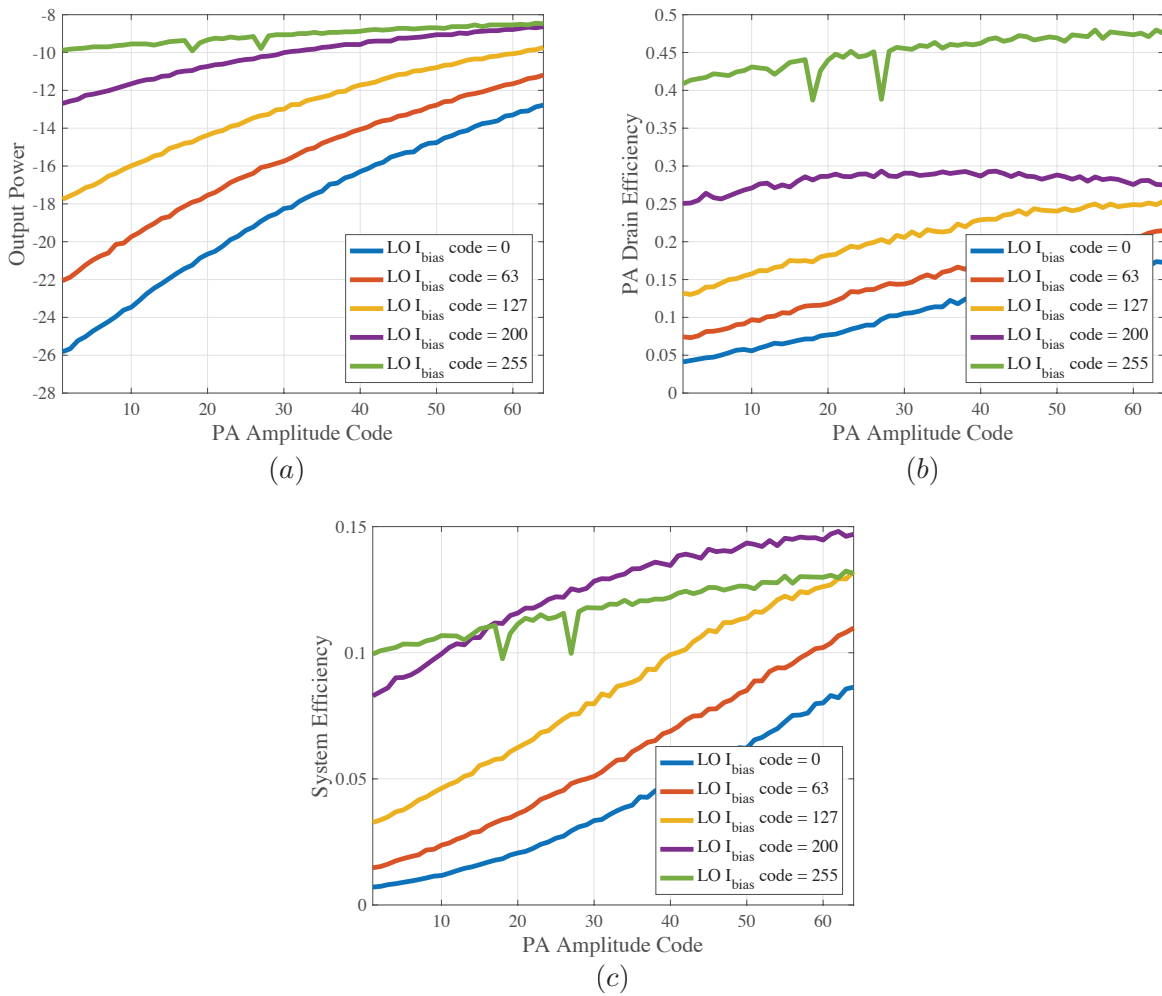 -8
-10
-12
-14
-16
-18
-20
-22
-24
-26
-28
Output Power
10 20 30 40 50 60
PA Amplitude Code
LO I_bias code = 0
LO I_bias code = 63
LO I_bias code = 127
LO I_bias code = 200
LO I_bias code = 255
(a)
0.5
0.45
0.4
0.35
0.3
0.25
0.2
0.15
0.1
0.05
0
PA Drain Efficiency
10 20 30 40 50 60
PA Amplitude Code
LO I_bias code = 0
LO I_bias code = 63
LO I_bias code = 127
LO I_bias code = 200
LO I_bias code = 255
(b)
0.15
0.1
0.05
0
System Efficiency
10 20 30 40 50 60
PA Amplitude Code
LO I_bias code = 0
LO I_bias code = 63
LO I_bias code = 127
LO I_bias code = 200
LO I_bias code = 255
(c)